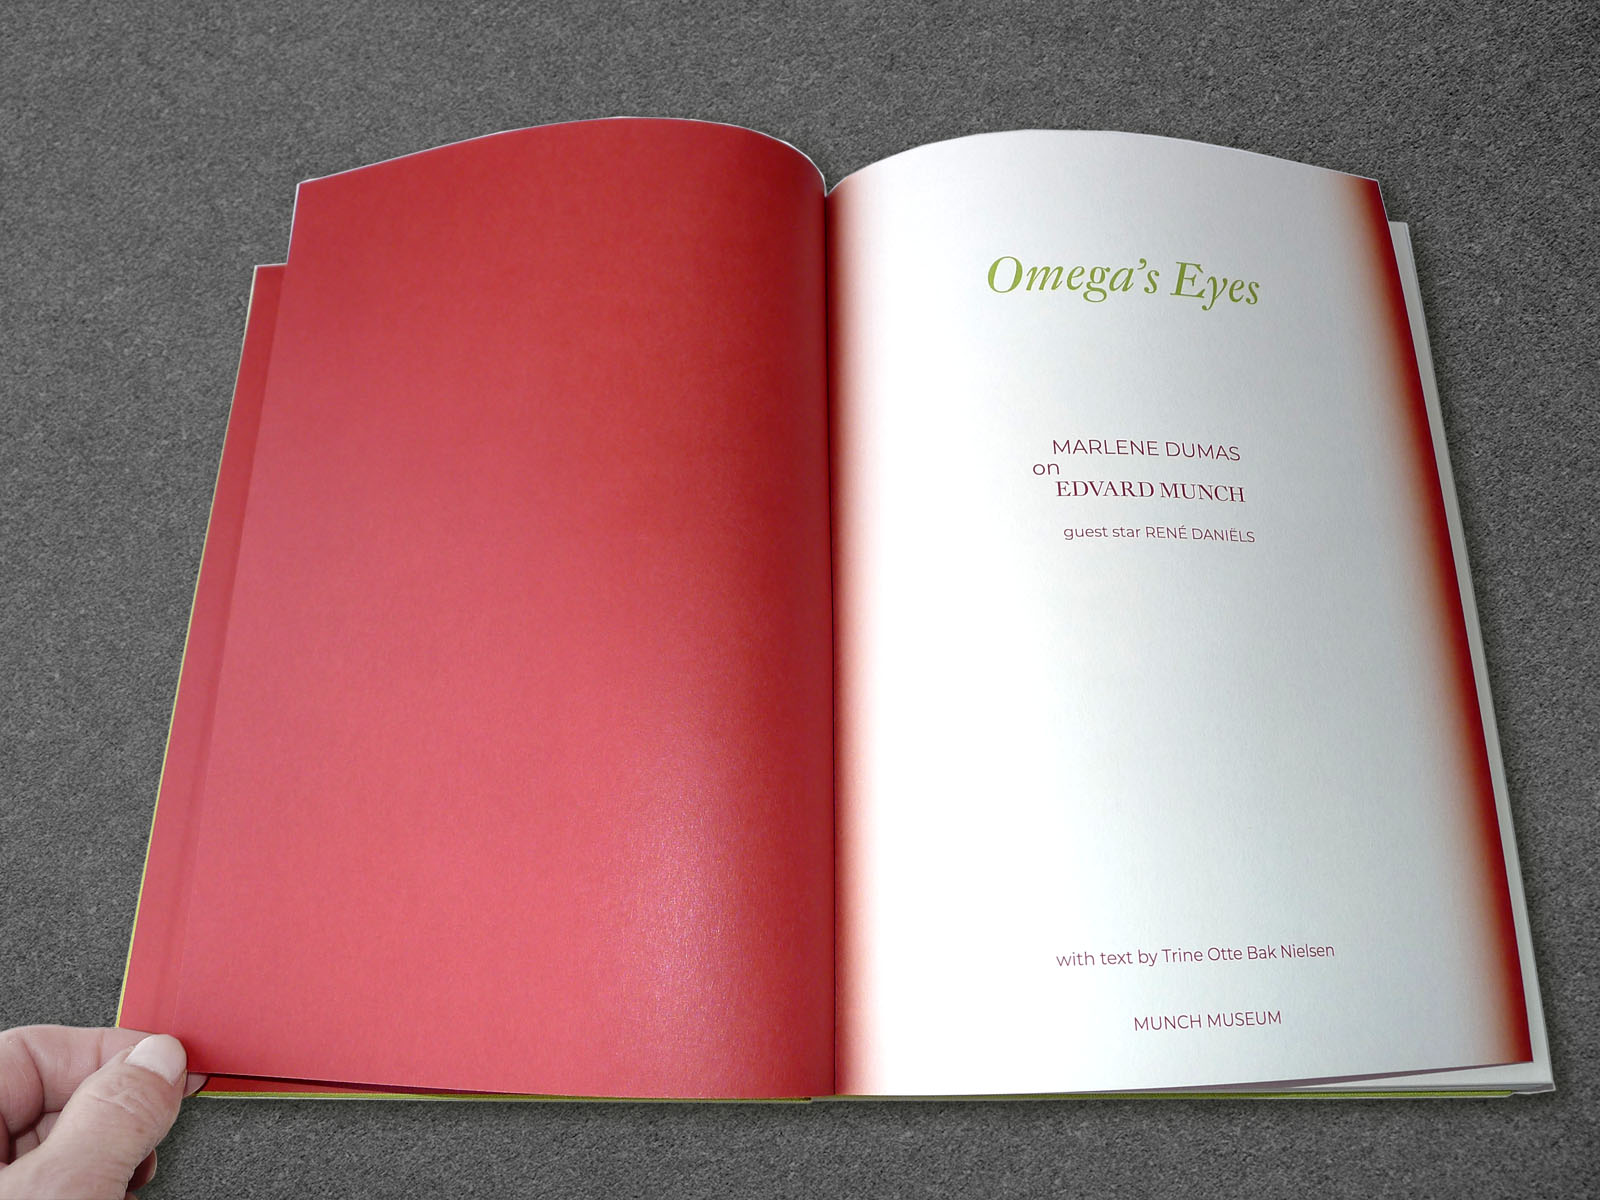 Omega’s Eyes
MARLENE DUMAS
on
EDVARD MUNCH
guest star RENÉ DANIËLS
with text by Trine Otte Bak Nielsen
MUNCH MUSEUM